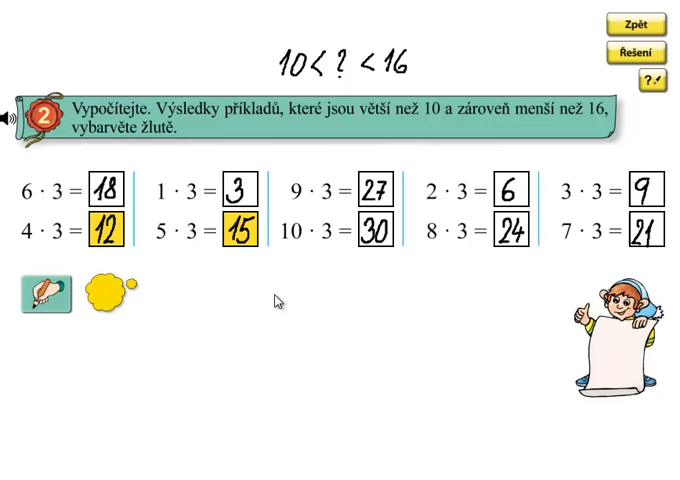 Zpět
10 < ? < 16
Řešení
?
2
Vypočítejte. Výsledky příkladů, které jsou větší než 10 a zároveň menší než 16,
vybarvěte žlutě.
6 · 3 = 18 1 · 3 = 3 9 · 3 = 27 2 · 3 = 6 3 · 3 = 9
4 · 3 = 12 5 · 3 = 15 10 · 3 = 30 8 · 3 = 24 7 · 3 = 21